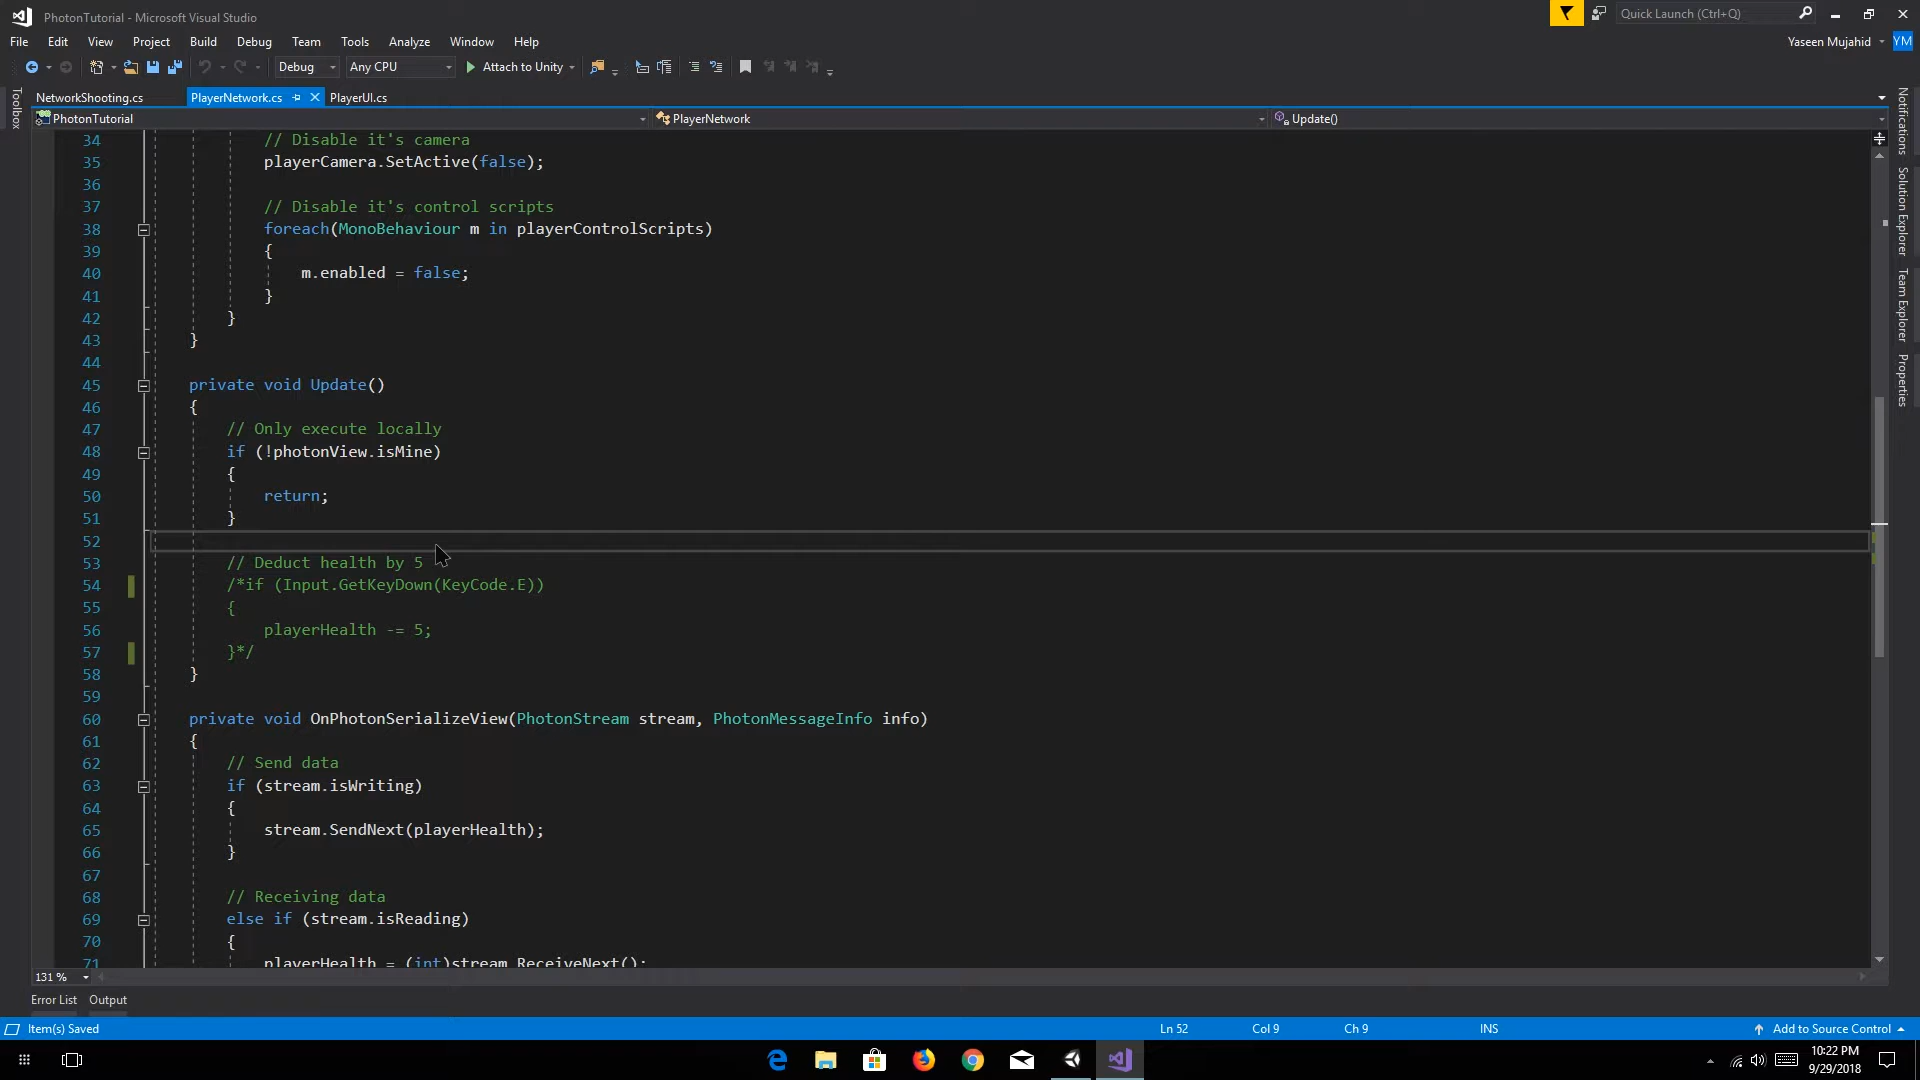 PhotonTutorial - Microsoft Visual Studio
Quick Launch (Ctrl+Q)
File Edit View Project Build Debug Team Tools Analyze Window Help
Yaseen Mujahid YM
Debug Any CPU Attach to Unity
NetworkShooting.cs PlayerNetwork.cs PlayerUI.cs
PhotonTutorial PlayerNetwork Update()
Toolbox
Notifications
Solution Explorer
Team Explorer
Properties
34 // Disable it's camera
35 playerCamera.SetActive(false);
36
37 // Disable it's control scripts
38 foreach(MonoBehaviour m in playerControlScripts)
39 {
40 m.enabled = false;
41 }
42 }
43 }
44
45 private void Update()
46 {
47 // Only execute locally
48 if (!photonView.isMine)
49 {
50 return;
51 }
52
53 // Deduct health by 5
54 /*if (Input.GetKeyDown(KeyCode.E))
55 {
56 playerHealth -= 5;
57 }*/
58 }
59
60 private void OnPhotonSerializeView(PhotonStream stream, PhotonMessageInfo info)
61 {
62 // Send data
63 if (stream.isWriting)
64 {
65 stream.SendNext(playerHealth);
66 }
67
68 // Receiving data
69 else if (stream.isReading)
70 {
71 playerHealth = (int)stream.ReceiveNext();
131 %
Error List Output
Item(s) Saved Ln 52 Col 9 Ch 9 INS Add to Source Control
10:22 PM
9/29/2018